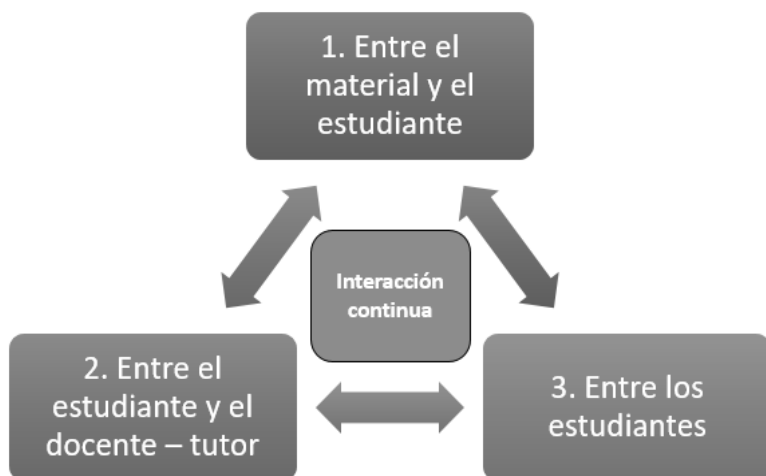 1. Entre el
material y el
estudiante
Interacción
continua
2. Entre el
estudiante y el
docente – tutor
3. Entre los
estudiantes